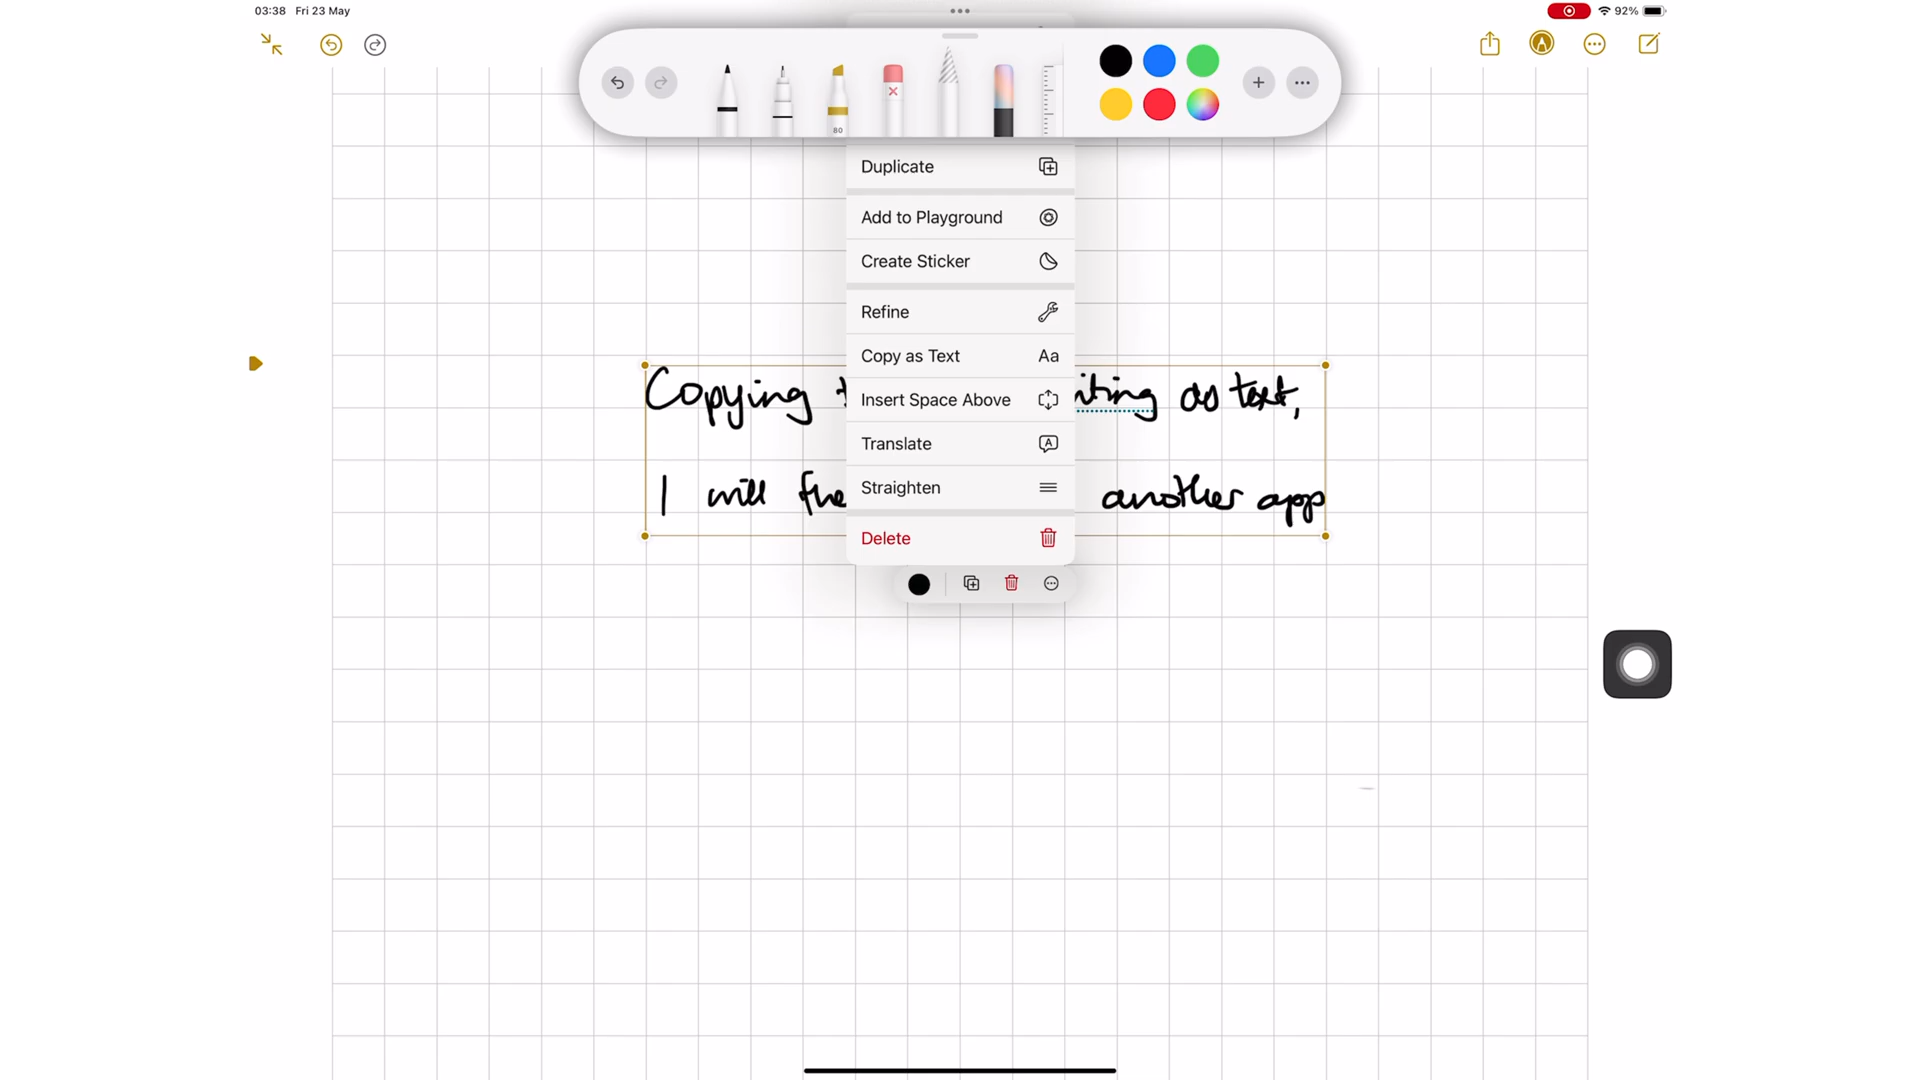 03:38 Fri 23 May
92%
80
Duplicate
Add to Playground
Create Sticker
Refine
Copy as Text Aa
Insert Space Above
Translate
Straighten
Delete
Copying iting as text,
I will the another app